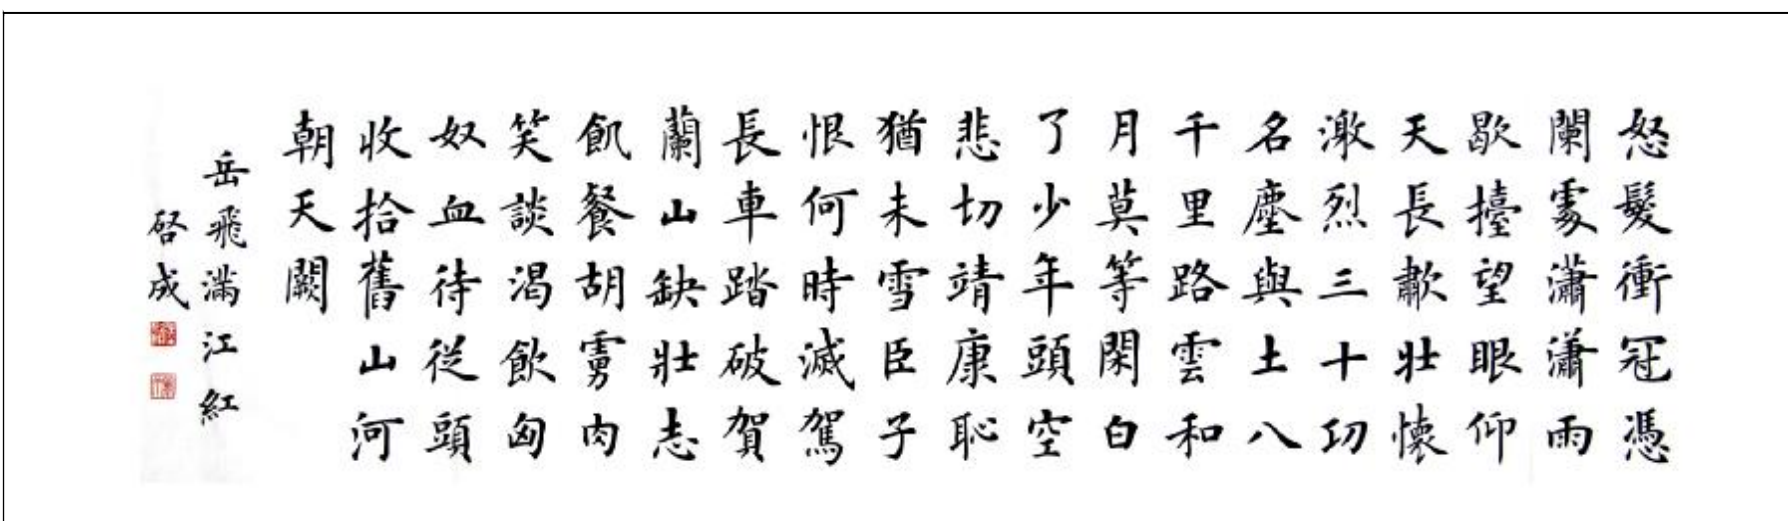 怒髮衝冠憑
闌處瀟瀟雨
歇擡望眼仰
天長歗壯懷
激烈三十功
名塵與土八
千里路雲和
月莫等閑白
了少年頭空
悲切靖康恥
猶未雪臣子
恨何時滅駕
長車踏破賀
蘭山缺壯志
飢餐胡虜肉
笑談渴飲匈
奴血待從頭
收拾舊山河
朝天闕
岳飛滿江紅
啓成